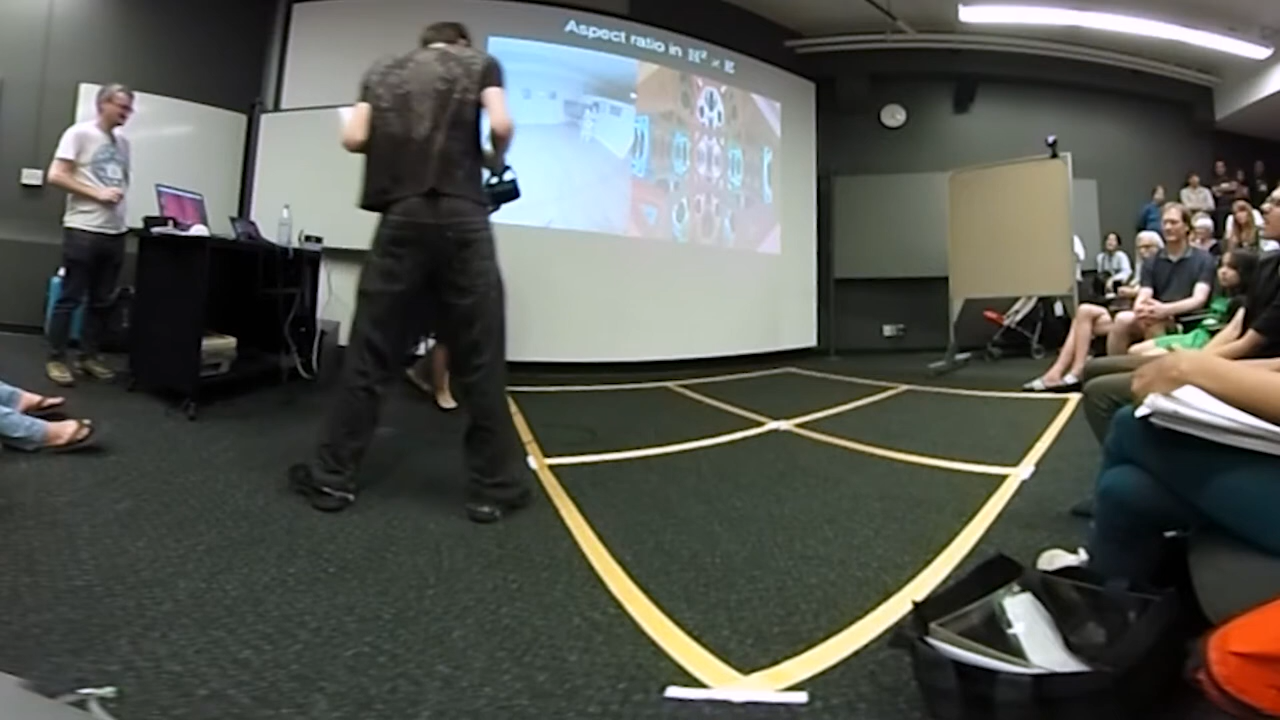 Aspect ratio in ℍ² × 𝔼